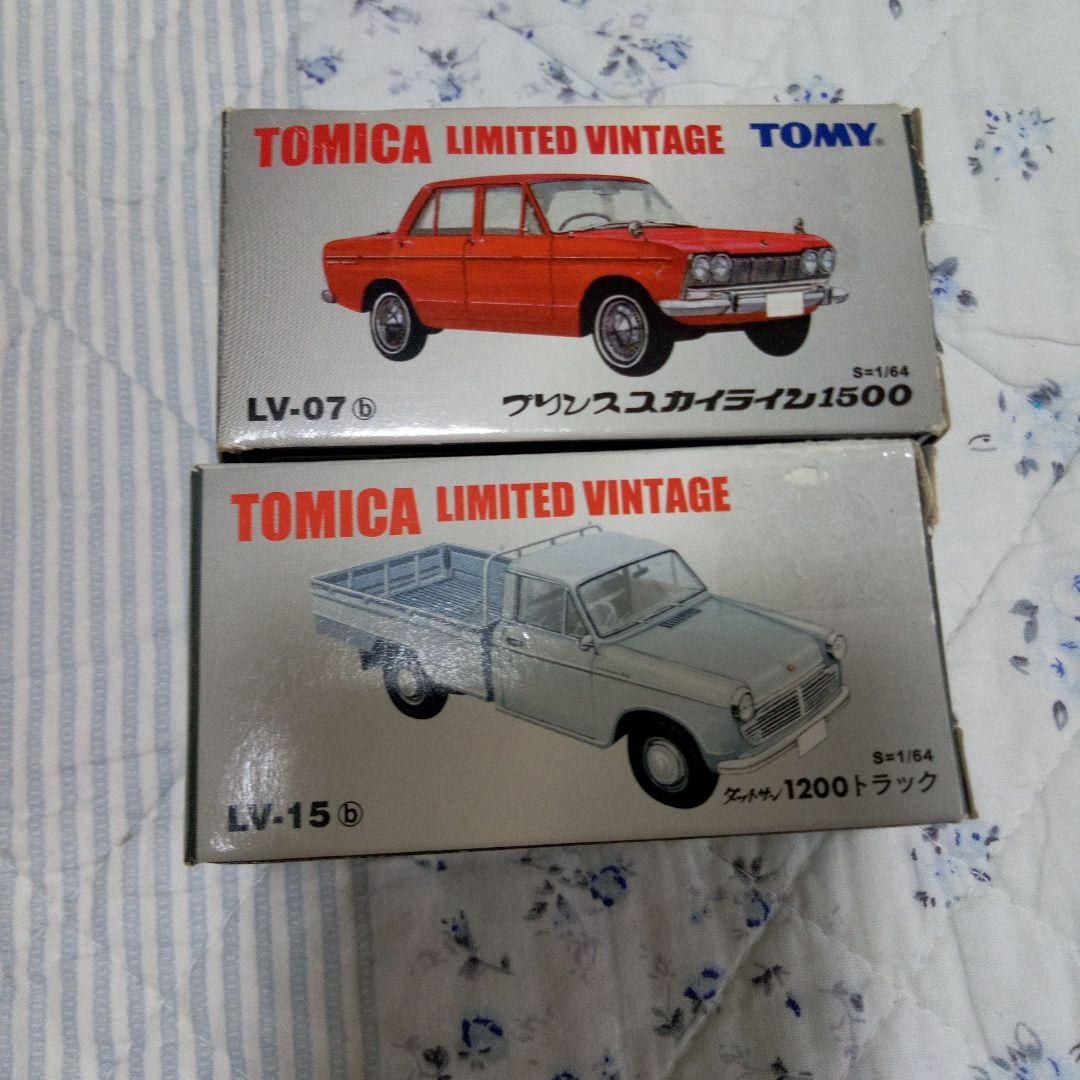 TOMICA LIMITED VINTAGE TOMY®
S=1/64
LV-07 ⓑ プリンススカイライン1500
TOMICA LIMITED VINTAGE
S=1/64
LV-15 ⓑ ダットサン1200トラック